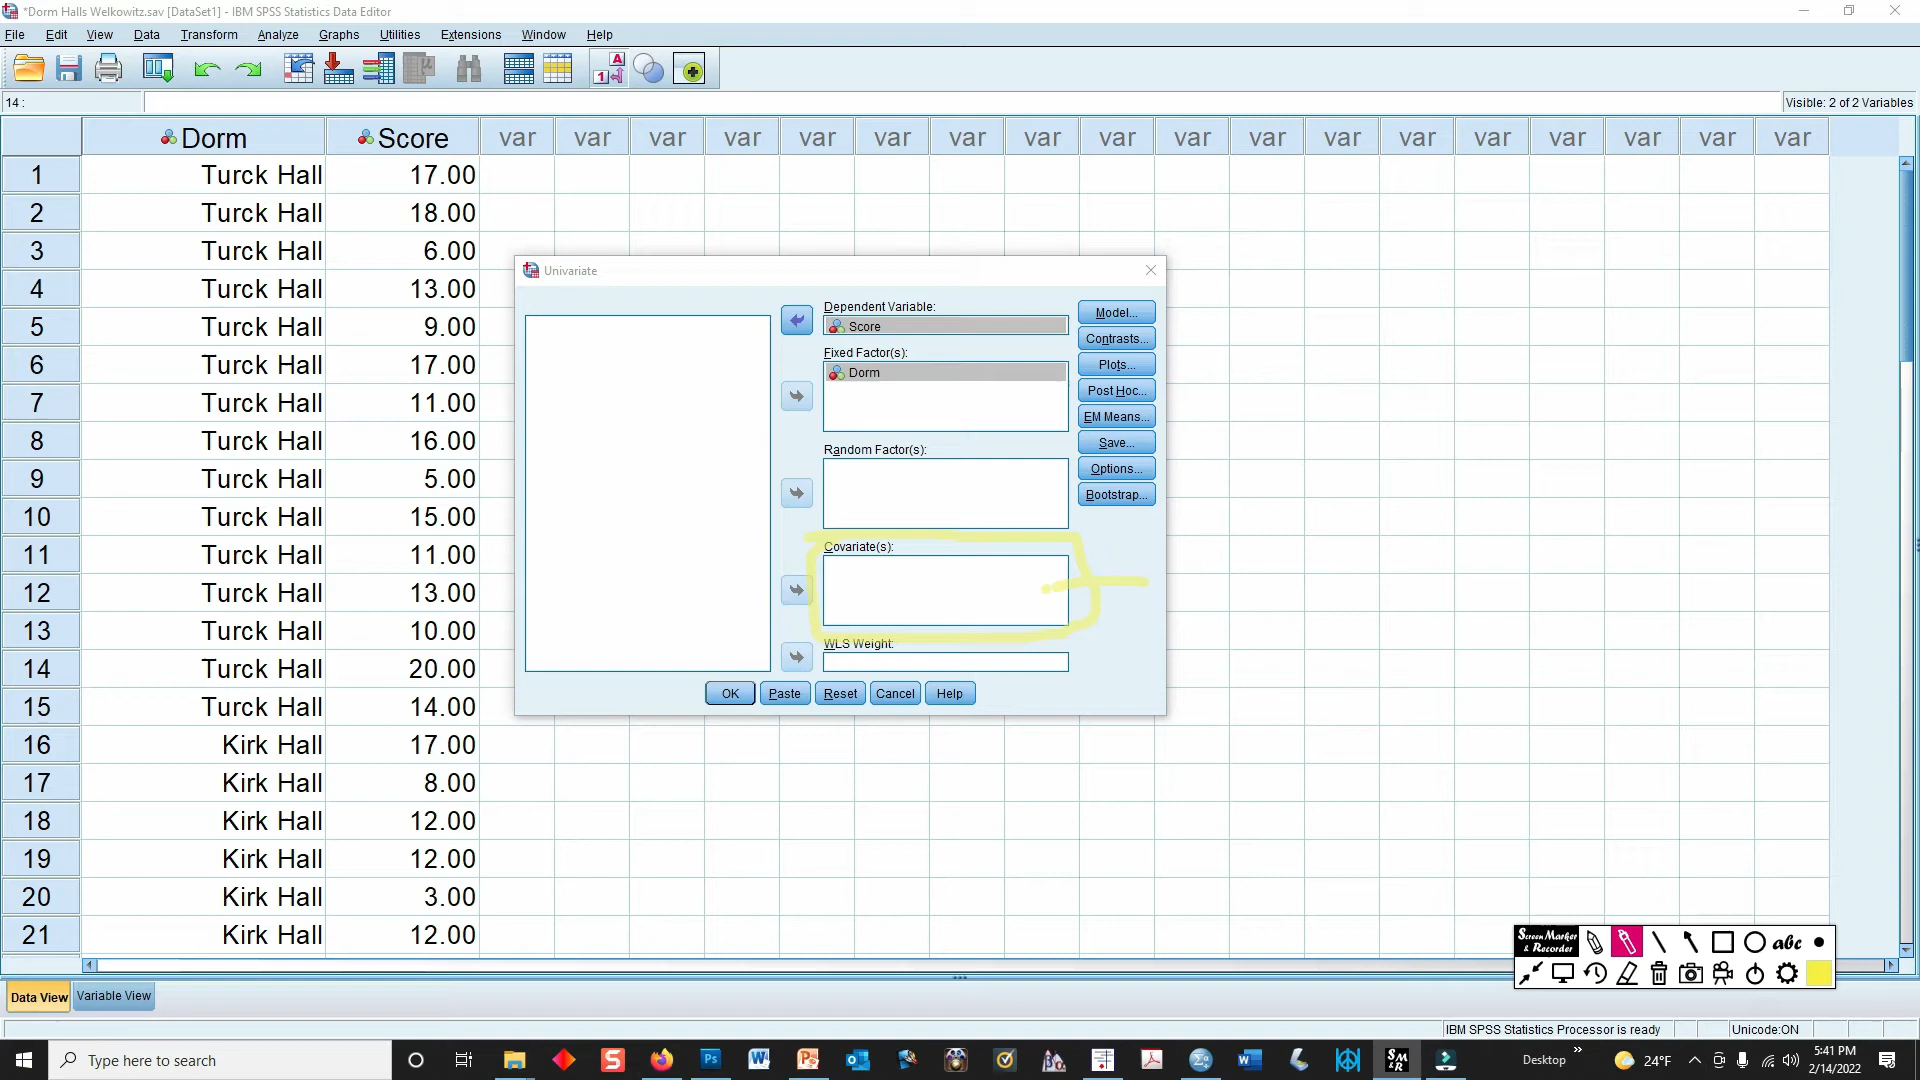 *Dorm Halls Welkowitz.sav [DataSet1] - IBM SPSS Statistics Data Editor
File Edit View Data Transform Analyze Graphs Utilities Extensions Window Help
14 :
Visible: 2 of 2 Variables
Dorm Score var var var var var var var var var var var var var var var var var var
1 Turck Hall 17.00
2 Turck Hall 18.00
3 Turck Hall 6.00
4 Turck Hall 13.00
5 Turck Hall 9.00
6 Turck Hall 17.00
7 Turck Hall 11.00
8 Turck Hall 16.00
9 Turck Hall 5.00
10 Turck Hall 15.00
11 Turck Hall 11.00
12 Turck Hall 13.00
13 Turck Hall 10.00
14 Turck Hall 20.00
15 Turck Hall 14.00
16 Kirk Hall 17.00
17 Kirk Hall 8.00
18 Kirk Hall 12.00
19 Kirk Hall 12.00
20 Kirk Hall 3.00
21 Kirk Hall 12.00
Univariate
Dependent Variable:
Score
Fixed Factor(s):
Dorm
Random Factor(s):
Covariate(s):
WLS Weight:
Model...
Contrasts...
Plots...
Post Hoc...
EM Means...
Save...
Options...
Bootstrap...
OK Paste Reset Cancel Help
Screen Marker
& Recorder
abc
Data View Variable View
IBM SPSS Statistics Processor is ready Unicode:ON
Type here to search
Desktop
24°F
5:41 PM
2/14/2022